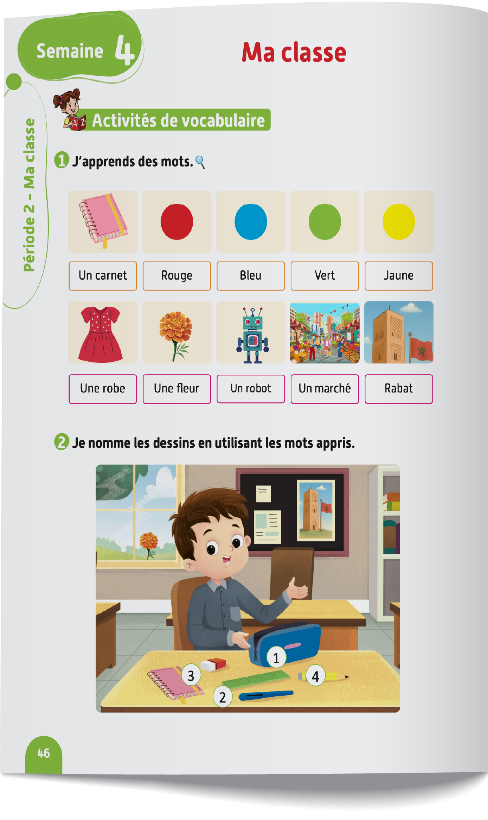 Semaine 4
Ma classe
Activités de vocabulaire
Période 2 - Ma classe
1 J'apprends des mots.
Un carnet Rouge Bleu Vert Jaune
Une robe Une fleur Un robot Un marché Rabat
2 Je nomme les dessins en utilisant les mots appris.
1
3
4
2
46